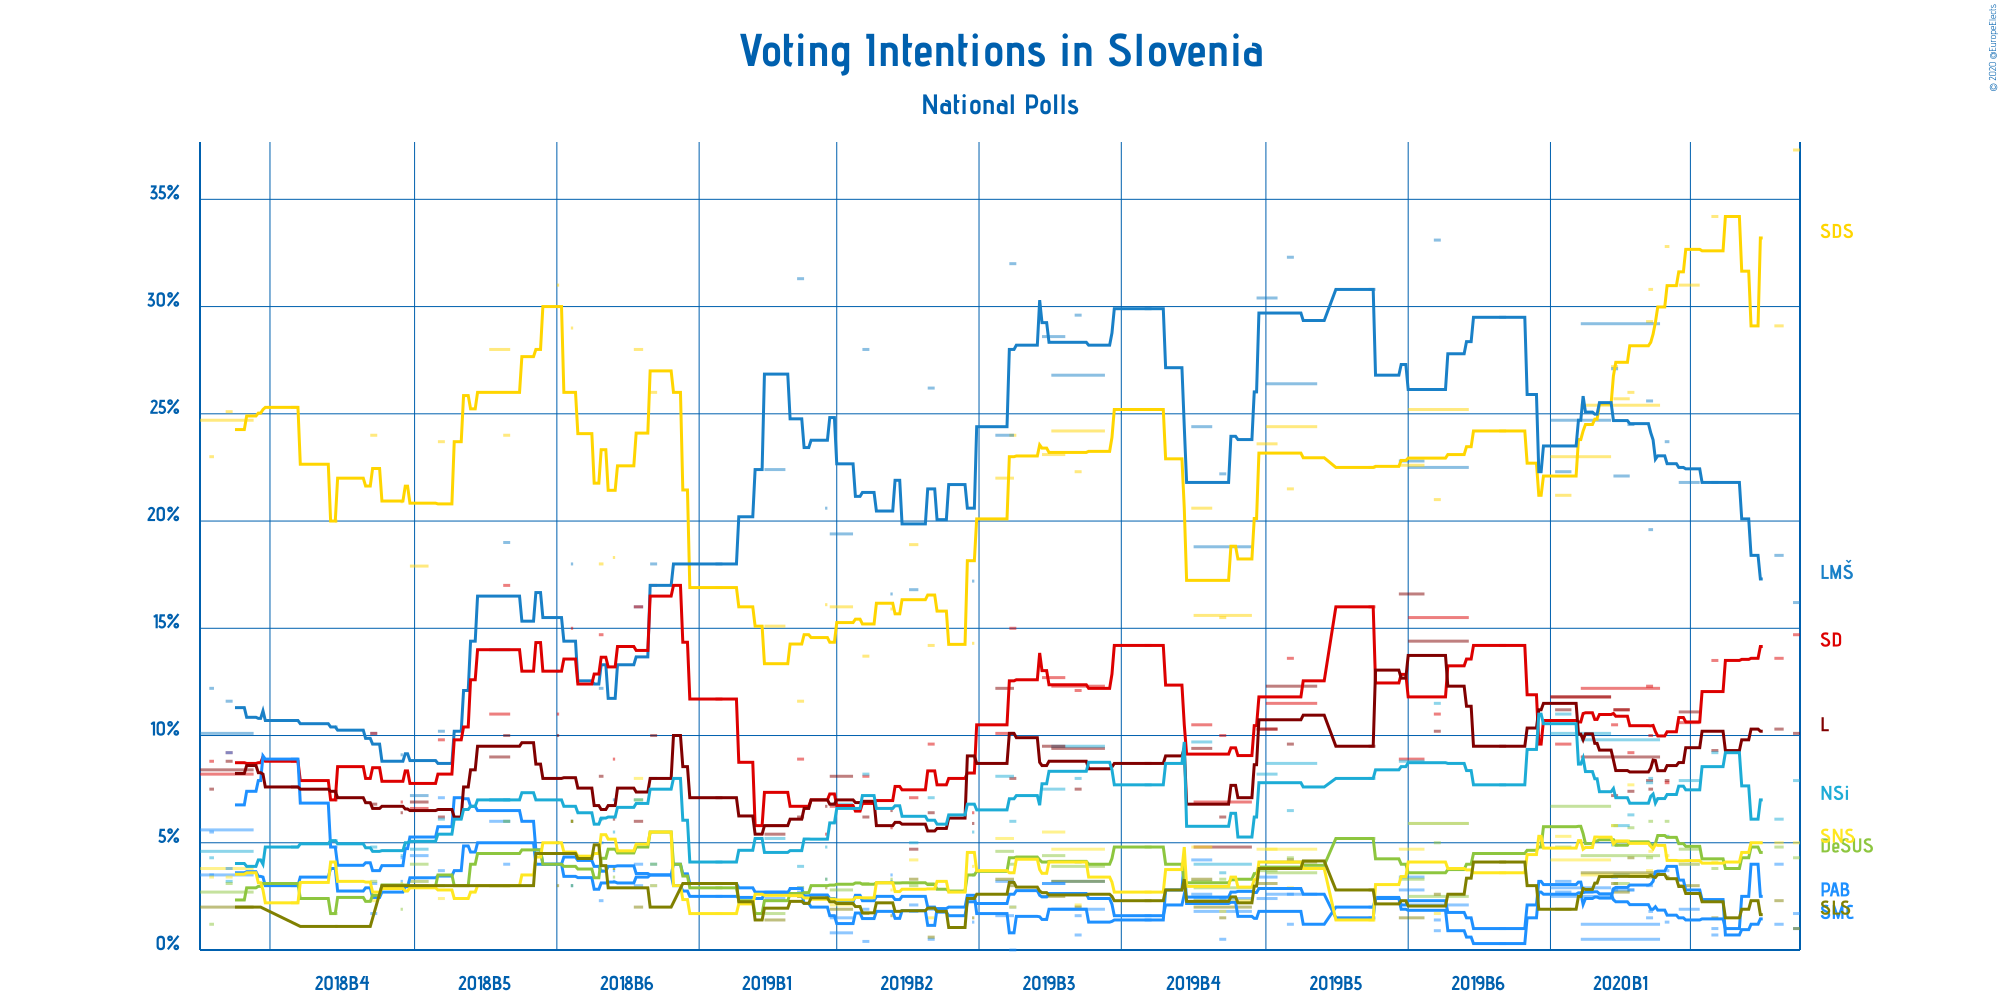 Voting Intentions in Slovenia
National Polls
© 2020 @EuropeElects
35%
30%
25%
20%
15%
10%
5%
0%
SDS
LMŠ
SD
L
NSi
SNS
DeSUS
PAB
SLS
SMC
2018B4 2018B5 2018B6 2019B1 2019B2 2019B3 2019B4 2019B5 2019B6 2020B1